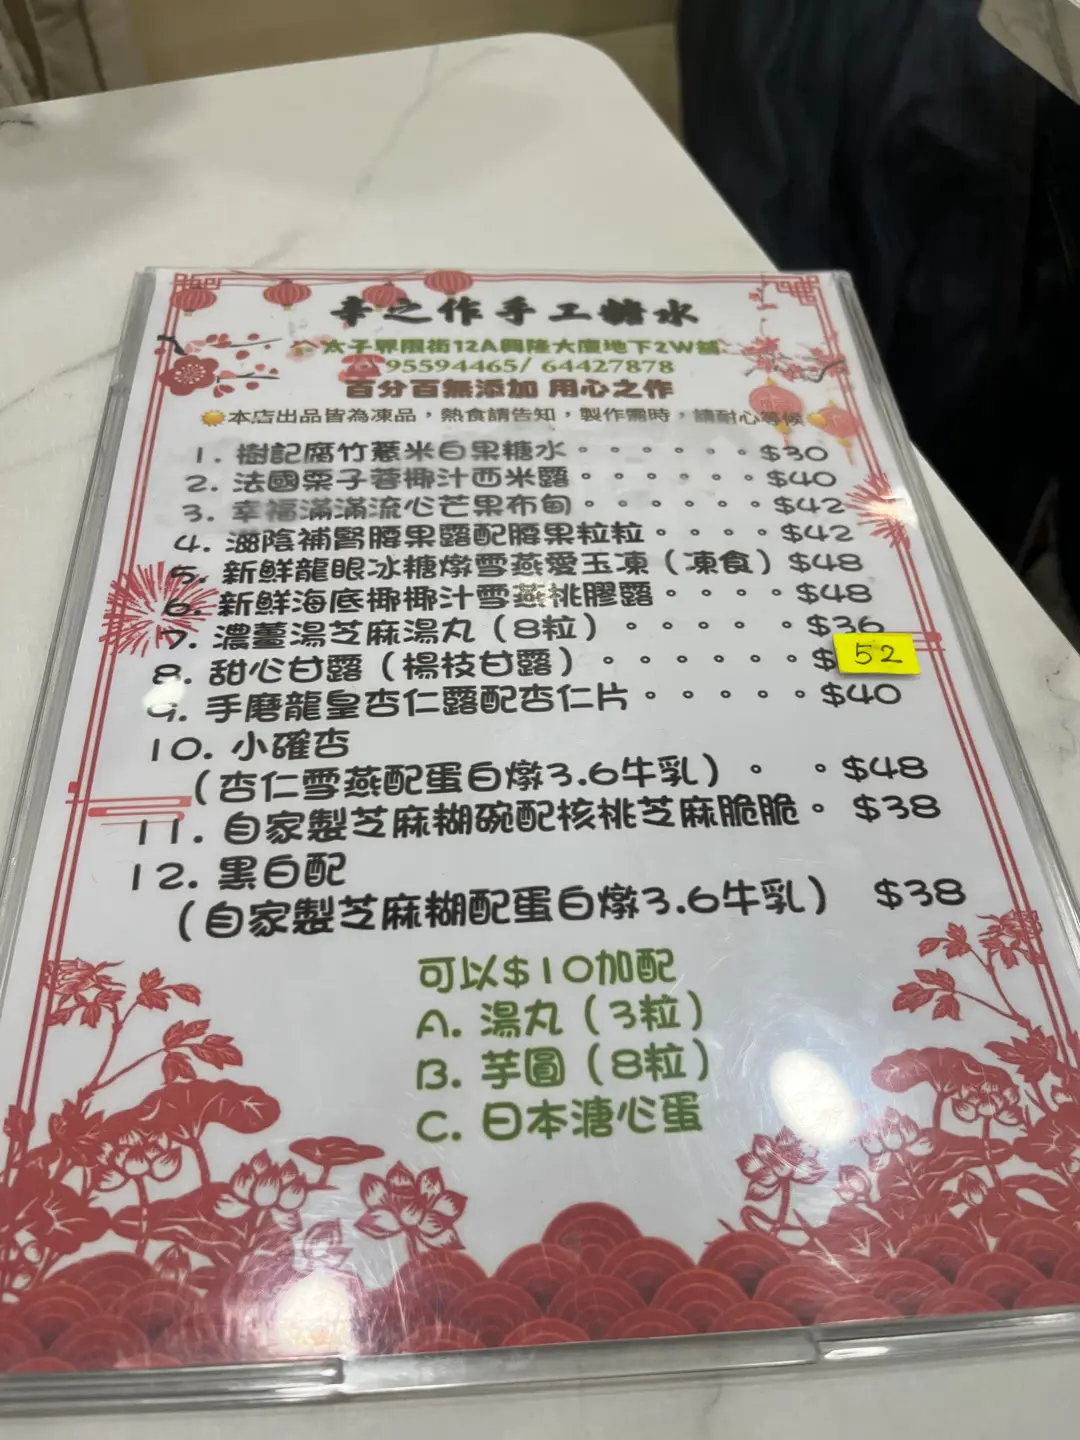 幸之作手工糖水
太子界限街12A興隆大廈地下2W舖
95594465/ 64427878
百分百無添加 用心之作
本店出品皆為凍品，熱食請告知，製作需時，請耐心等候
1. 樹記腐竹薏米白果糖水。。。。。。$30
2. 法國栗子蓉椰汁西米露。。。。。。$40
3. 幸福滿滿流心芒果布甸。。。。。。$42
4. 滋陰補腎腰果露配腰果粒粒。。。。$42
5. 新鮮龍眼冰糖燉雪燕愛玉凍（凍食）$48
6. 新鮮海底椰椰汁雪燕桃膠露。。。。$48
7. 濃薑湯芝麻湯丸（8粒）。。。。。$36
8. 甜心甘露（楊枝甘露）。。。。。。$52
9. 手磨龍皇杏仁露配杏仁片。。。。。$40
10. 小確杏
（杏仁雪燕配蛋白燉3.6牛乳）。 。$48
11. 自家製芝麻糊碗配核桃芝麻脆脆。$38
12. 黑白配
（自家製芝麻糊配蛋白燉3.6牛乳） $38
可以$10加配
A. 湯丸（3粒）
B. 芋圓（8粒）
C. 日本溏心蛋